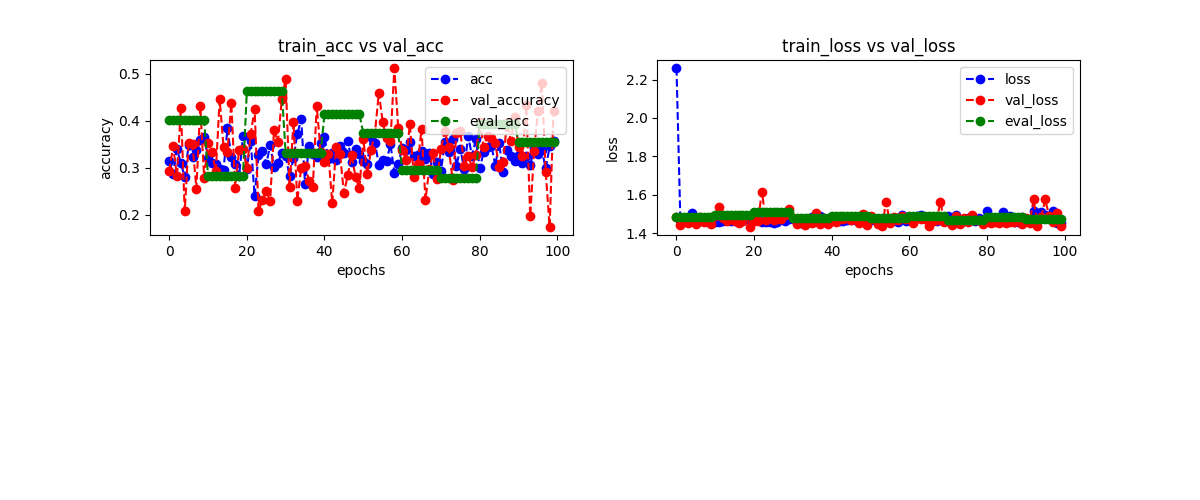 train_acc vs val_acc
accuracy
0.5
0.4
0.3
0.2
acc
val_accuracy
eval_acc
0
20
40
60
80
100
epochs
train_loss vs val_loss
loss
2.2
2.0
1.8
1.6
1.4
loss
val_loss
eval_loss
0
20
40
60
80
100
epochs